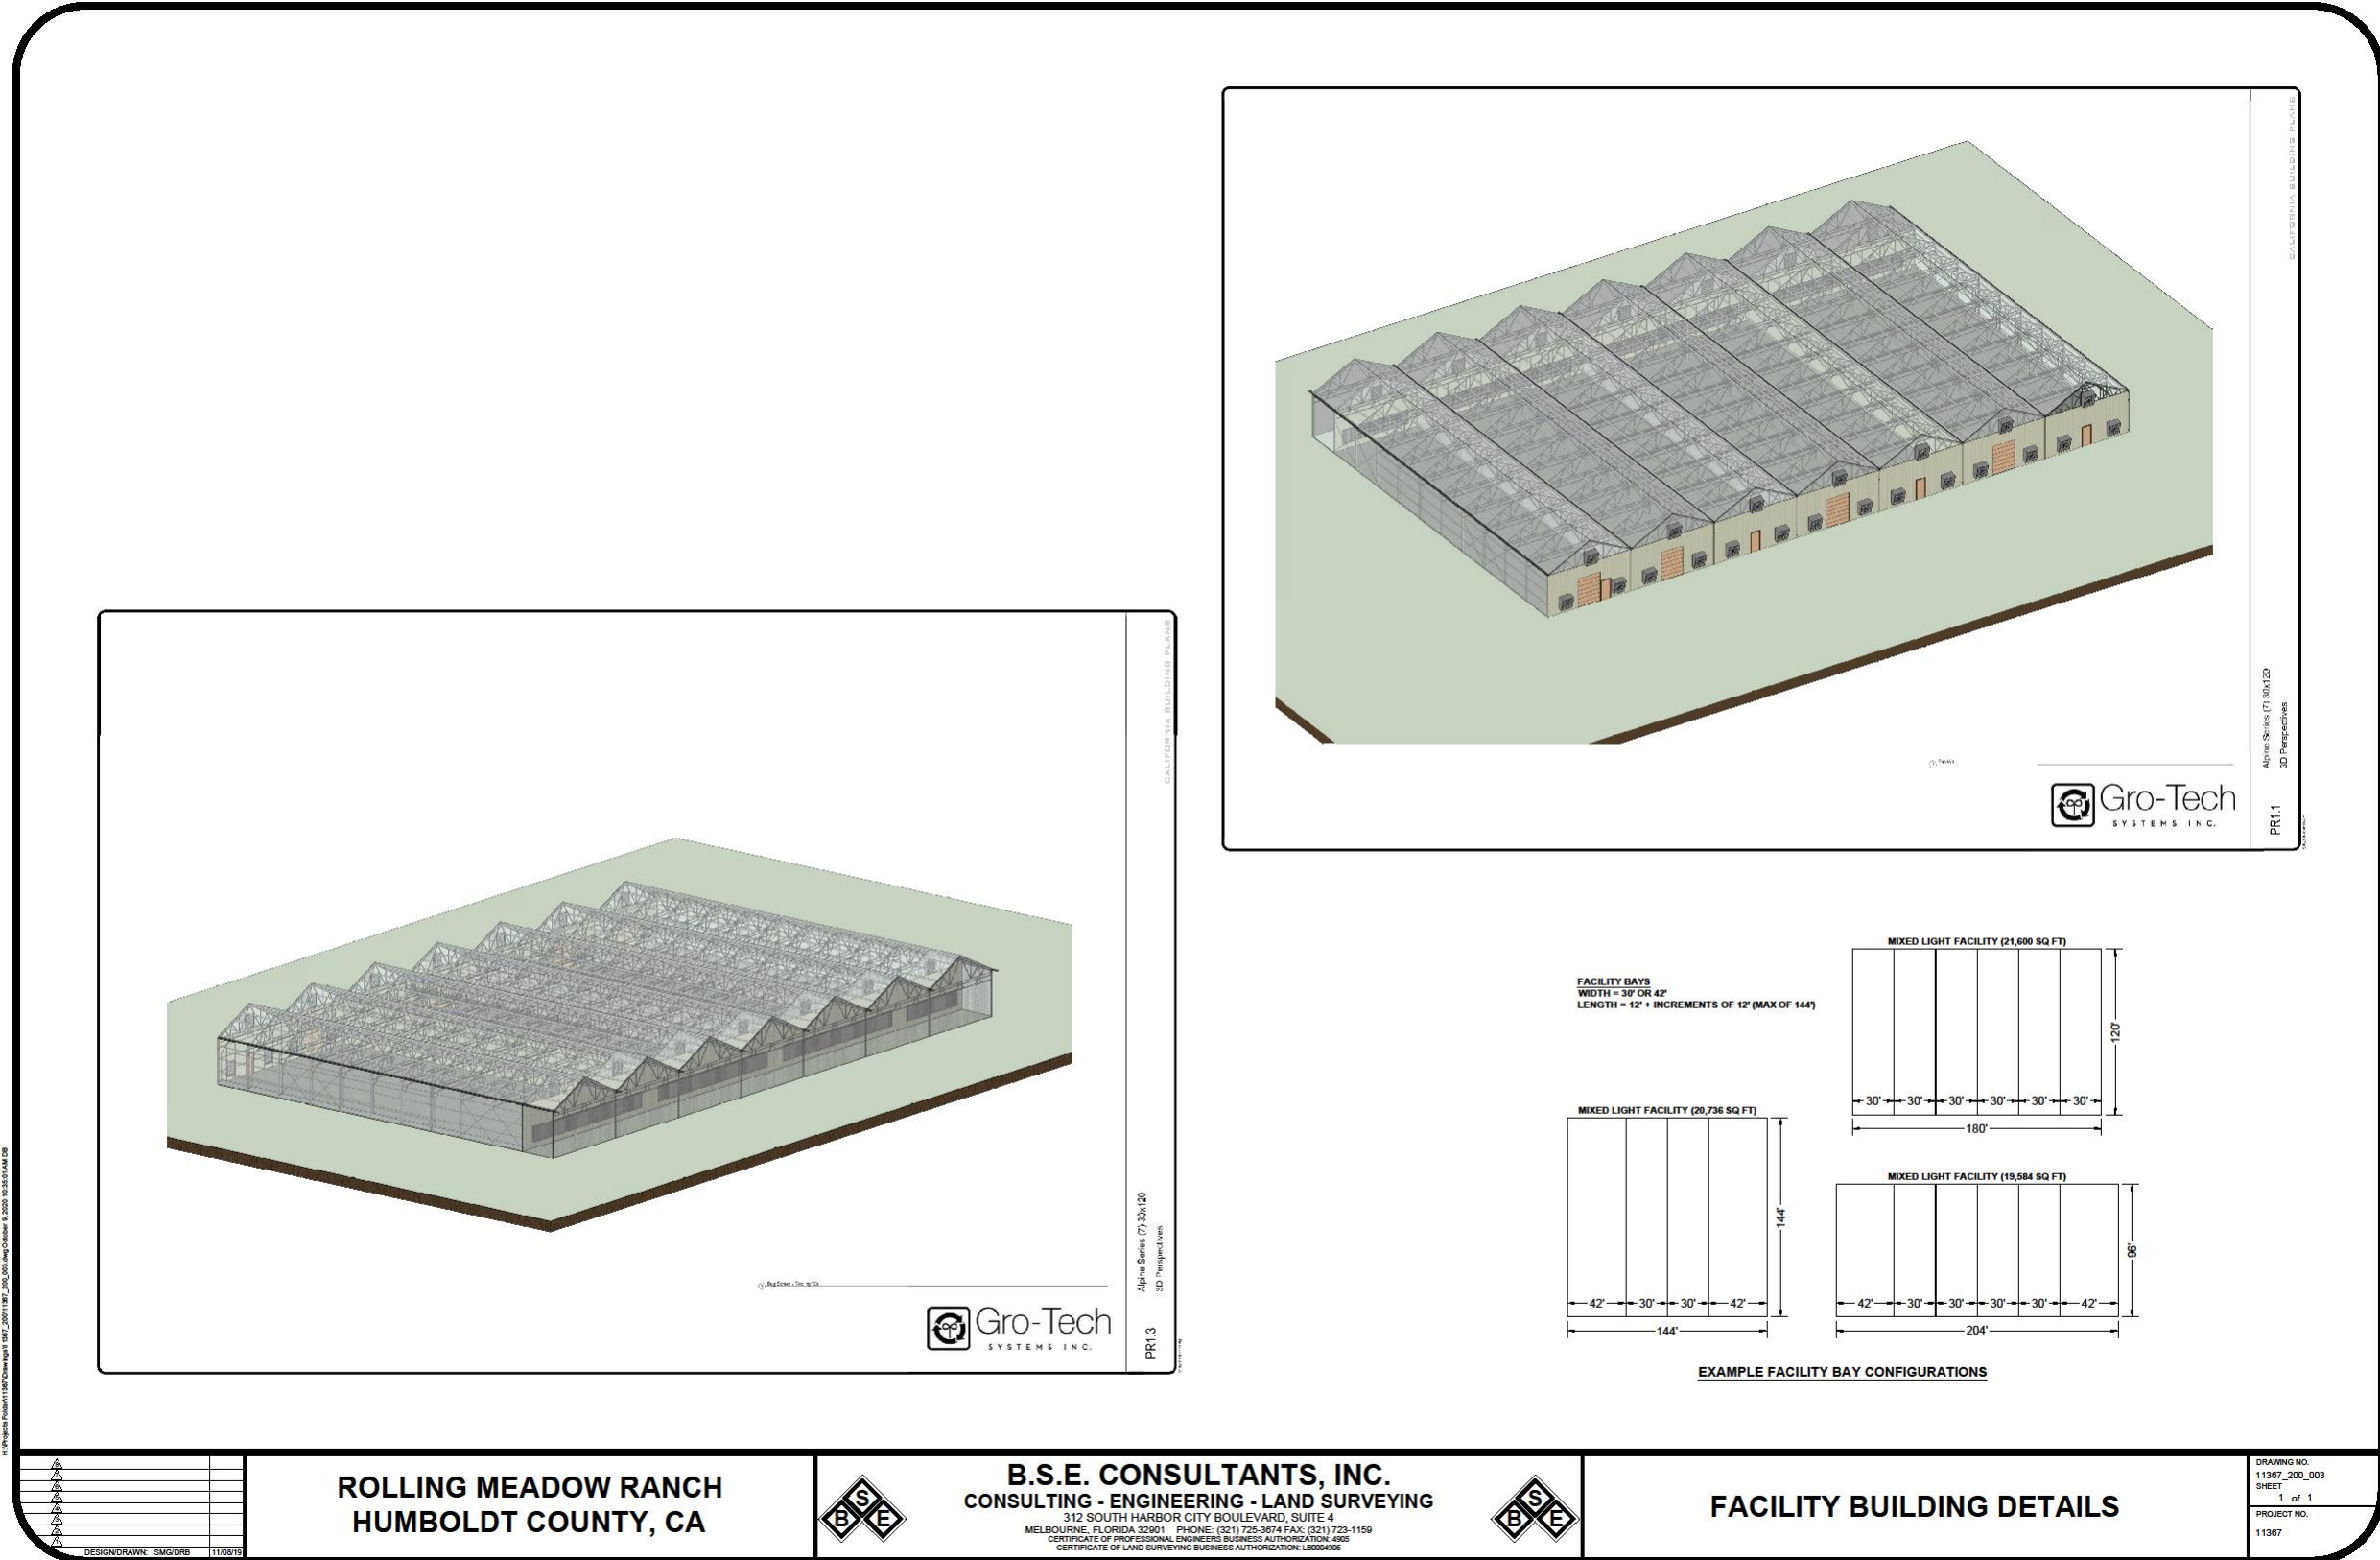 CALIFORNIA BUILDING PLANS
Alpine Series (7) 30x120
3D Perspectives
PR1.1
Gro-Tech
SYSTEMS INC.
CALIFORNIA BUILDING PLANS
Alpine Series (7) 30x120
3D Perspectives
PR1.3
Gro-Tech
SYSTEMS INC.
FACILITY BAYS
WIDTH = 30' OR 42'
LENGTH = 12' + INCREMENTS OF 12' (MAX OF 144')
MIXED LIGHT FACILITY (21,600 SQ FT)
30' 30' 30' 30' 30' 30'
180'
120'
MIXED LIGHT FACILITY (20,736 SQ FT)
42' 30' 30' 42'
144'
144'
MIXED LIGHT FACILITY (19,584 SQ FT)
42' 30' 30' 30' 30' 42'
204'
96'
EXAMPLE FACILITY BAY CONFIGURATIONS
DESIGN/DRAWN: SMG/DRB 11/08/19
ROLLING MEADOW RANCH
HUMBOLDT COUNTY, CA
S
B E
B.S.E. CONSULTANTS, INC.
CONSULTING - ENGINEERING - LAND SURVEYING
312 SOUTH HARBOR CITY BOULEVARD, SUITE 4
MELBOURNE, FLORIDA 32901 PHONE: (321) 725-3674 FAX: (321) 723-1159
CERTIFICATE OF PROFESSIONAL ENGINEERS BUSINESS AUTHORIZATION: 4905
CERTIFICATE OF LAND SURVEYING BUSINESS AUTHORIZATION: LB0004905
S
B E
FACILITY BUILDING DETAILS
DRAWING NO.
11367_200_003
SHEET
1 of 1
PROJECT NO.
11367